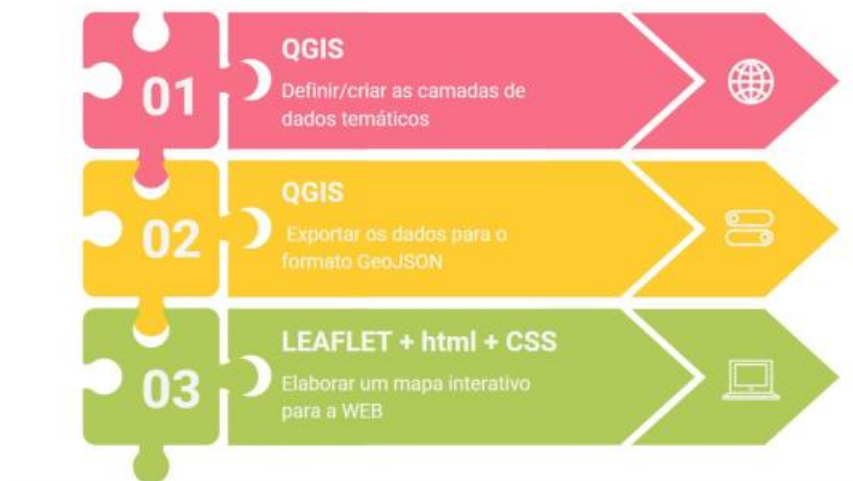 01
QGIS
Definir/criar as camadas de
dados temáticos
02
QGIS
Exportar os dados para o
formato GeoJSON
03
LEAFLET + html + CSS
Elaborar um mapa interativo
para a WEB